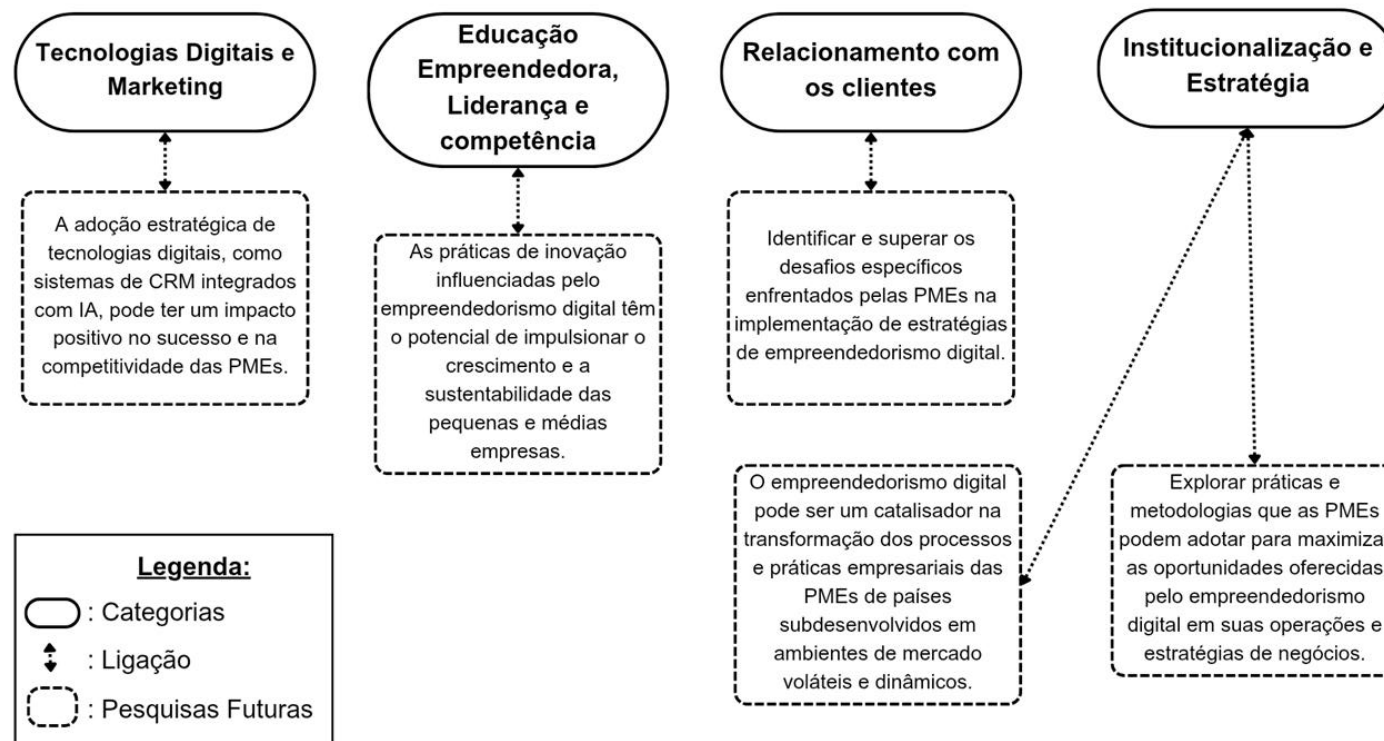 Tecnologias Digitais e
Marketing
Educação
Empreendedora,
Liderança e
competência
Relacionamento com
os clientes
Institucionalização e
Estratégia
A adoção estratégica de
tecnologias digitais, como
sistemas de CRM integrados
com IA, pode ter um impacto
positivo no sucesso e na
competitividade das PMEs.
As práticas de inovação
influenciadas pelo
empreendedorismo digital têm
o potencial de impulsionar o
crescimento e a
sustentabilidade das
pequenas e médias
empresas.
Identificar e superar os
desafios específicos
enfrentados pelas PMEs na
implementação de estratégias
de empreendedorismo digital.
O empreendedorismo digital
pode ser um catalisador na
transformação dos processos
e práticas empresariais das
PMEs de países
subdesenvolvidos em
ambientes de mercado
voláteis e dinâmicos.
Explorar práticas e
metodologias que as PMEs
podem adotar para maximiza
as oportunidades oferecidas
pelo empreendedorismo
digital em suas operações e
estratégias de negócios.
Legenda:
: Categorias
: Ligação
: Pesquisas Futuras